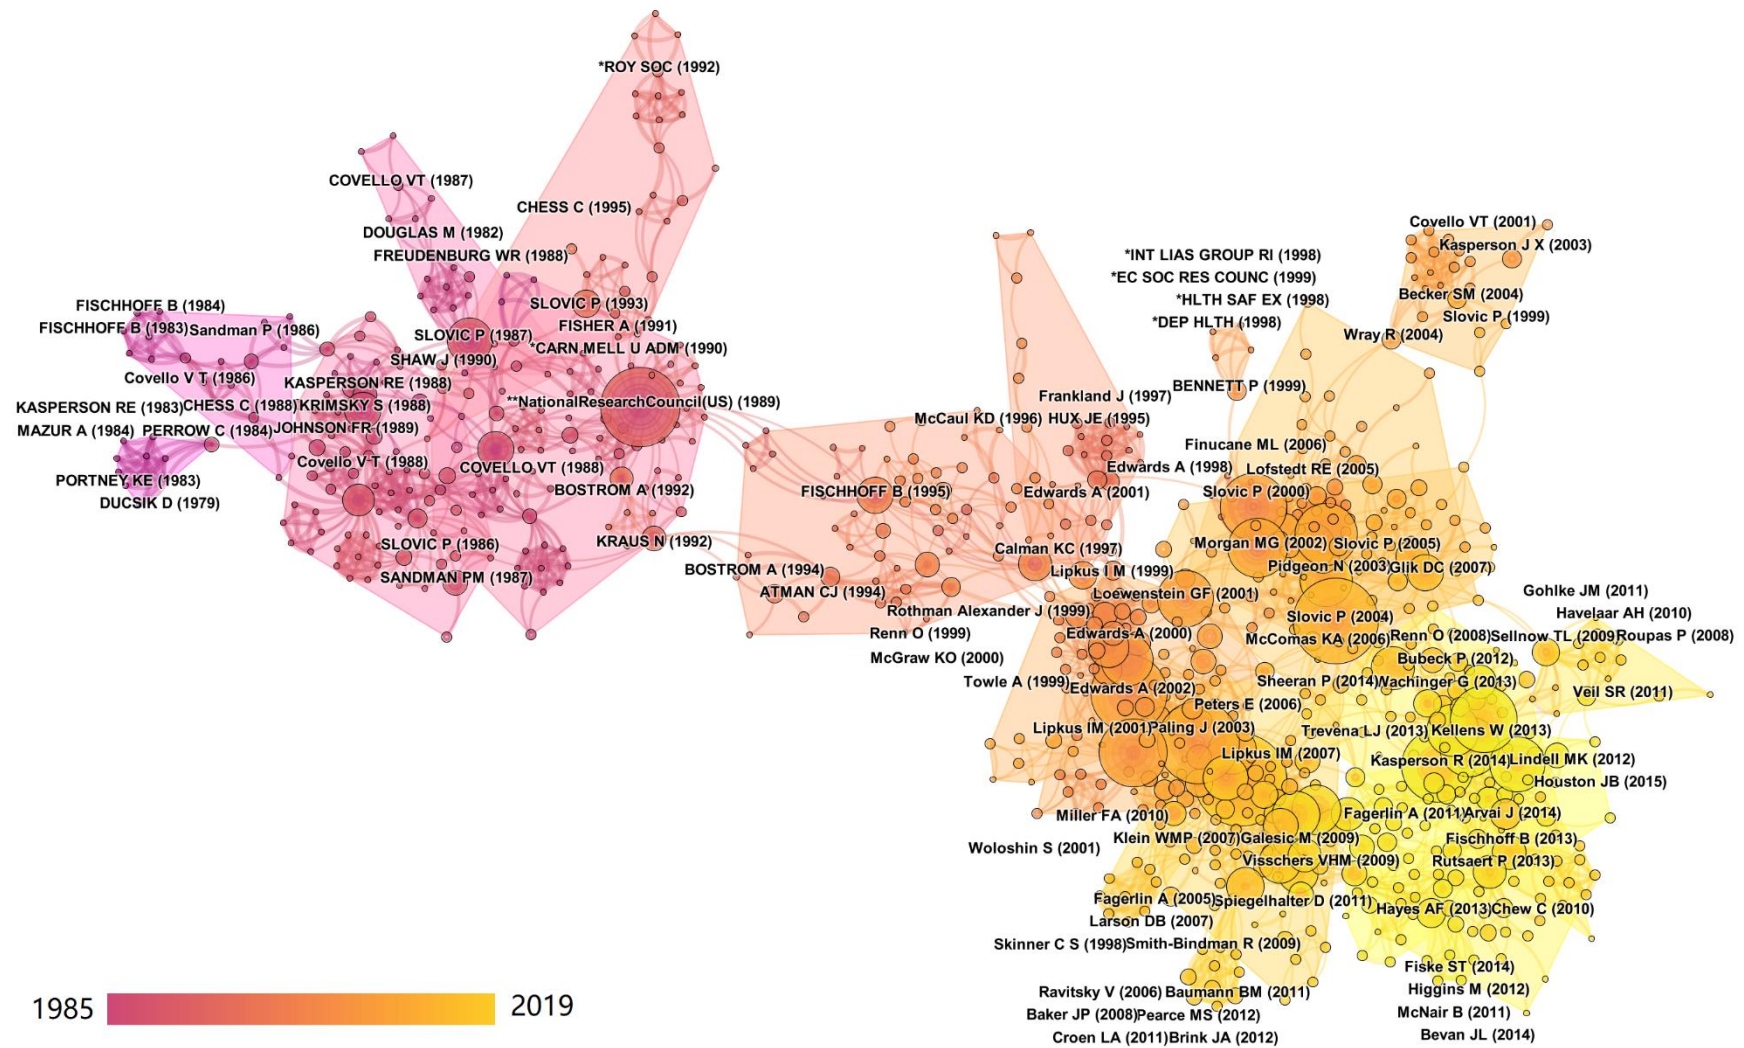 *ROY SOC (1992)
COVELLO VT (1987)
CHESS C (1995)
DOUGLAS M (1982)
FREUDENBURG WR (1988)
FISCHHOFF B (1984)
FISCHHOFF B (1983)
Sandman P (1986)
SLOVIC P (1993)
FISHER A (1991)
SLOVIC P (1987)
*CARN MELL U ADM (1990)
SHAW J (1990)
Covello V T (1986)
KASPERSON RE (1988)
KASPERSON RE (1983)
CHESS C (1988)
KRIMSKY S (1988)
**NationalResearchCouncil(US) (1989)
MAZUR A (1984)
PERROW C (1984)
JOHNSON FR (1989)
Covello V T (1988)
COVELLO VT (1988)
PORTNEY KE (1983)
DUCSIK D (1979)
BOSTROM A (1992)
SLOVIC P (1986)
KRAUS N (1992)
SANDMAN PM (1987)
Covello VT (2001)
Kasperson J X (2003)
*INT LIAS GROUP RI (1998)
*EC SOC RES COUNC (1999)
*HLTH SAF EX (1998)
*DEP HLTH (1998)
Becker SM (2004)
Slovic P (1999)
Wray R (2004)
BENNETT P (1999)
Frankland J (1997)
McCaul KD (1996)
HUX JE (1995)
Finucane ML (2006)
Edwards A (1998)
Lofstedt RE (2005)
FISCHHOFF B (1995)
Edwards A (2001)
Slovic P (2000)
Calman KC (1997)
Morgan MG (2002)
Slovic P (2005)
BOSTROM A (1994)
Lipkus I M (1999)
Pidgeon N (2003)
Glik DC (2007)
ATMAN CJ (1994)
Loewenstein GF (2001)
Gohlke JM (2011)
Rothman Alexander J (1999)
Slovic P (2004)
Havelaar AH (2010)
Renn O (1999)
Edwards A (2000)
McComas KA (2006)
Renn O (2008)
Sellnow TL (2009)
Roupas P (2008)
McGraw KO (2000)
Bubeck P (2012)
Towle A (1999)
Edwards A (2002)
Sheeran P (2014)
Wachinger G (2013)
Veil SR (2011)
Peters E (2006)
Lipkus IM (2001)
Paling J (2003)
Trevena LJ (2013)
Kellens W (2013)
Lipkus IM (2007)
Kasperson R (2014)
Lindell MK (2012)
Houston JB (2015)
Miller FA (2010)
Fagerlin A (2011)
Arvai J (2014)
Woloshin S (2001)
Klein WMP (2007)
Galesic M (2009)
Fischhoff B (2013)
Visschers VHM (2009)
Rutsaert P (2013)
Fagerlin A (2005)
Spiegelhalter D (2011)
Hayes AF (2013)
Chew C (2010)
Larson DB (2007)
Skinner C S (1998)
Smith-Bindman R (2009)
Fiske ST (2014)
Ravitsky V (2006)
Baumann BM (2011)
Higgins M (2012)
Baker JP (2008)
Pearce MS (2012)
McNair B (2011)
Croen LA (2011)
Brink JA (2012)
Bevan JL (2014)
1985
2019